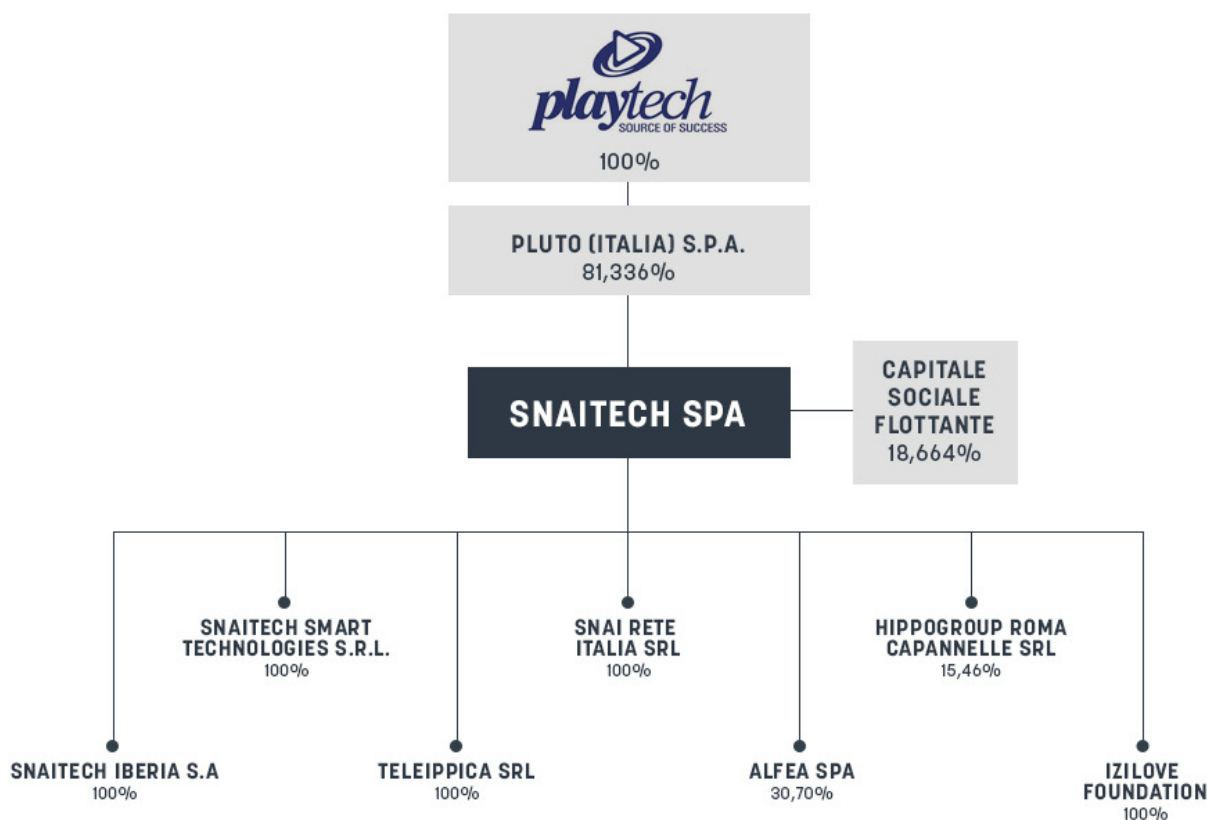 playtech
SOURCE OF SUCCESS
100%
PLUTO (ITALIA) S.P.A.
81,336%
SNAITECH SPA
CAPITALE
SOCIALE
FLOTTANTE
18,664%
SNAITECH SMART
TECHNOLOGIES S.R.L.
100%
SNAI RETE
ITALIA SRL
100%
HIPPOGROUP ROMA
CAPANNELLE SRL
15,46%
SNAITECH IBERIA S.A
100%
TELEIPPICA SRL
100%
ALFEA SPA
30,70%
IZILOVE
FOUNDATION
100%